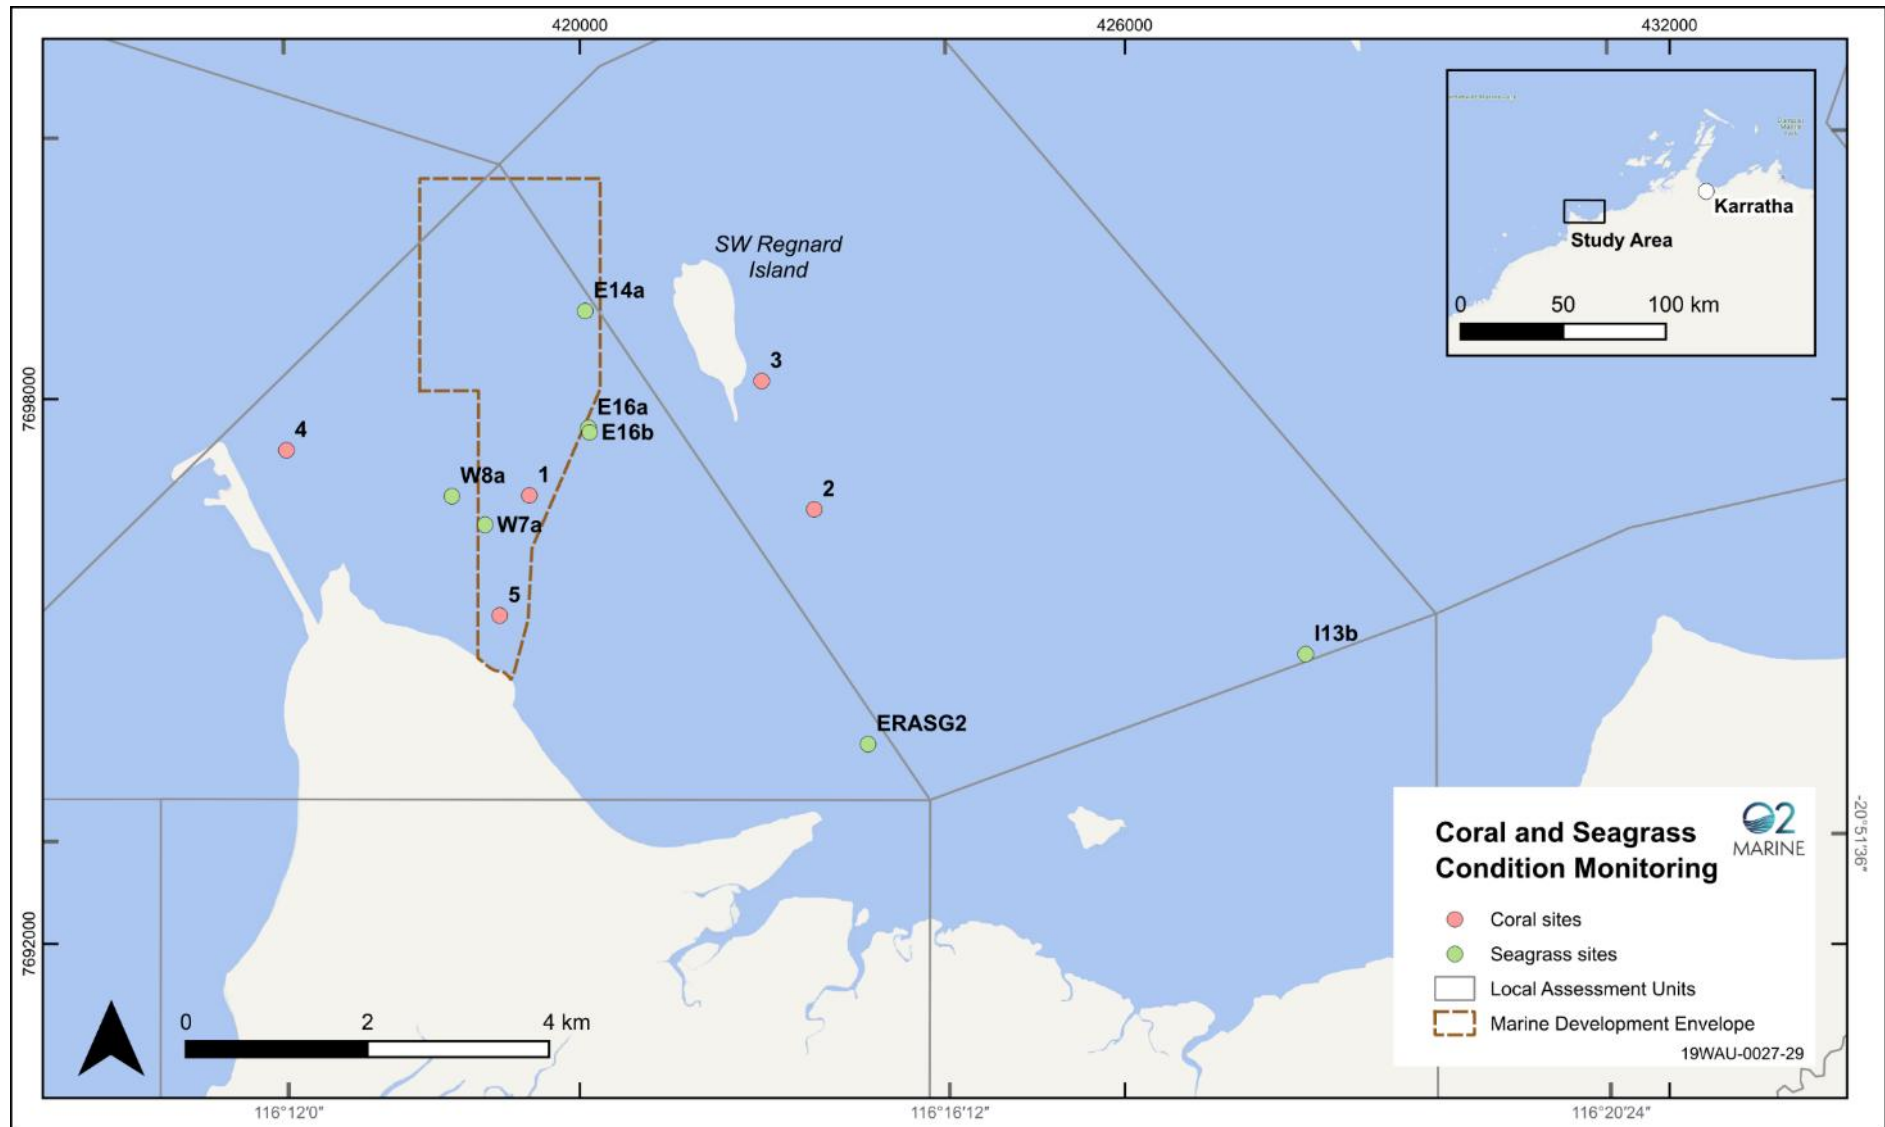 420000
426000
432000
7698000
7692000
SW Regnard
Island
E14a
3
E16a
E16b
4
W8a
1
2
W7a
5
I13b
ERASG2
Karratha
Study Area
0
50
100 km
-20°51'36"
O2
MARINE
Coral and Seagrass
Condition Monitoring
Coral sites
Seagrass sites
Local Assessment Units
Marine Development Envelope
19WAU-0027-29
0
2
4 km
116°12'0"
116°16'12"
116°20'24"